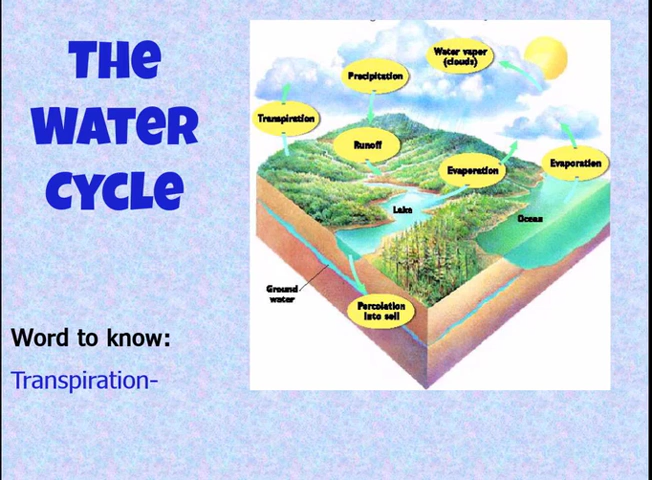 THE
WATER
CYCLE
Water vapor
(clouds)
Precipitation
Transpiration
Runoff
Evaporation
Evaporation
Lake
Ocean
Ground
water
Percolation
into soil
Word to know:
Transpiration-